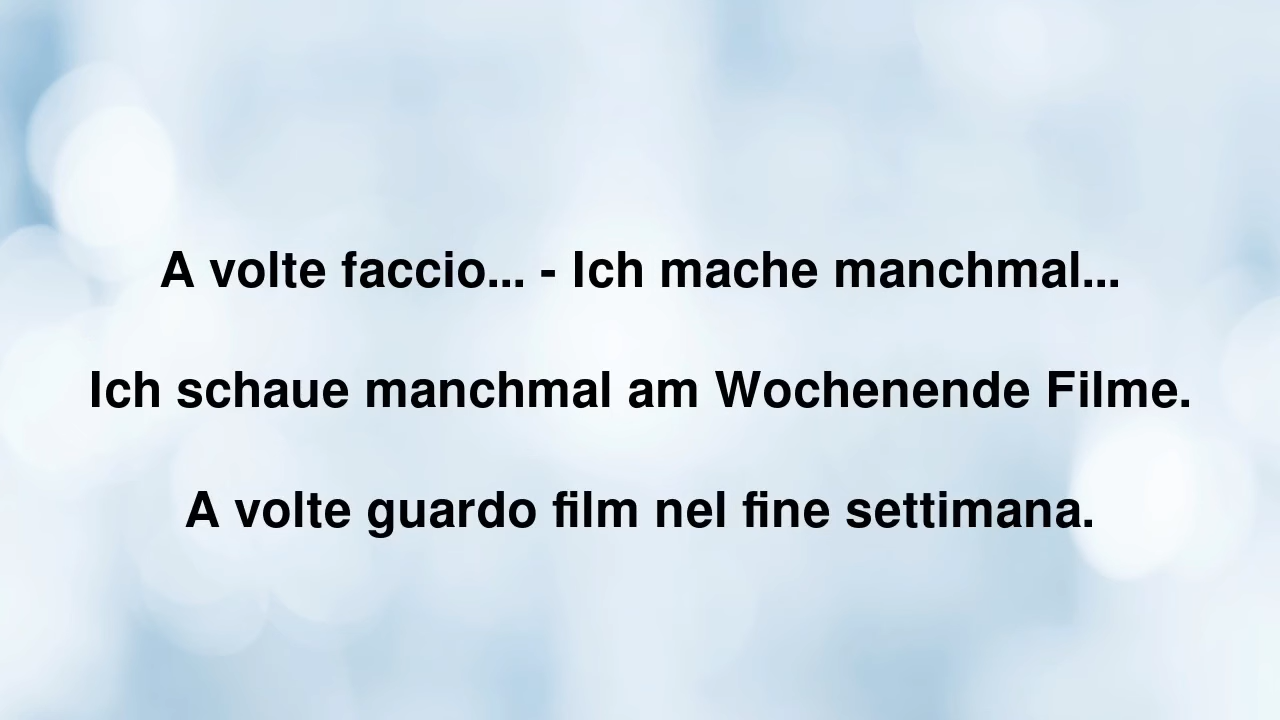 A volte faccio... - Ich mache manchmal...
Ich schaue manchmal am Wochenende Filme.
A volte guardo film nel fine settimana.